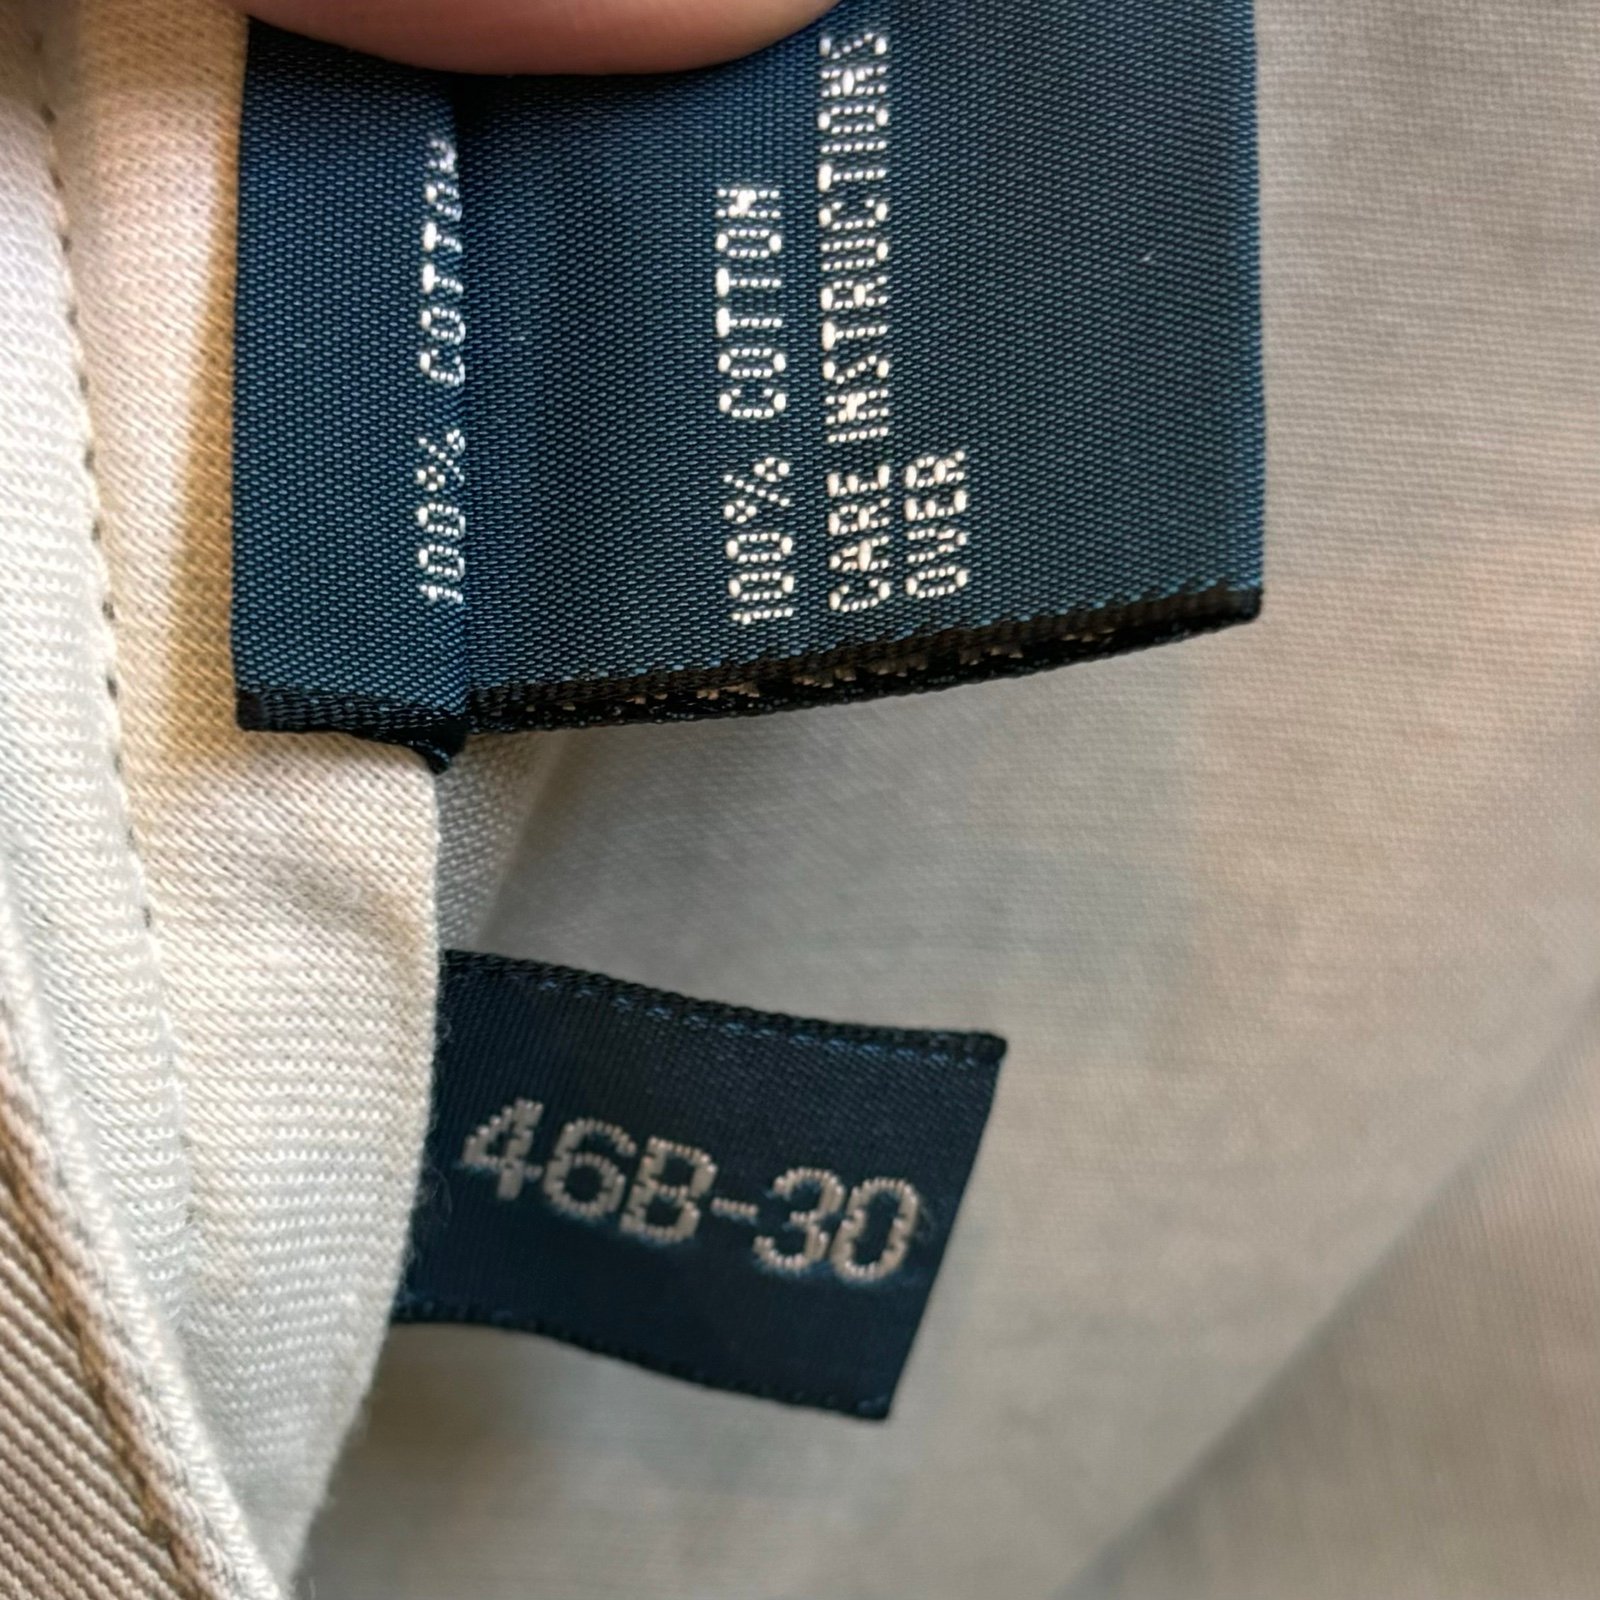 100% COTTON
100% COTTON
CARE INSTRUCTIONS
OVER
46B-30